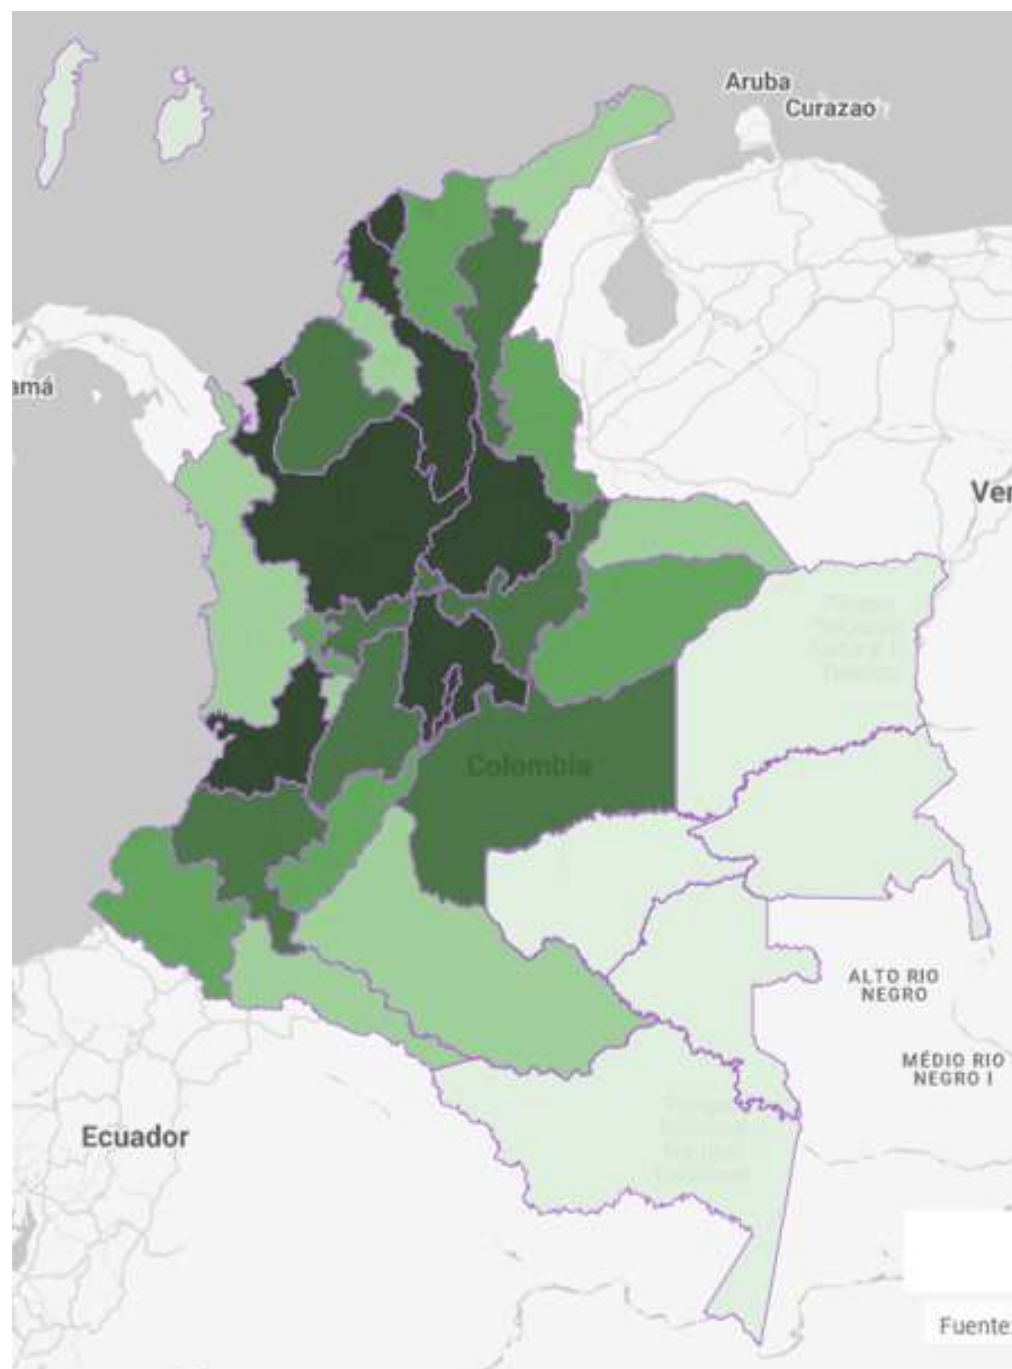 Aruba
Curazao
amá
Ver
Colombia
ALTO RIO
NEGRO
MÉDIO RIO
NEGRO I
Ecuador
Fuente: